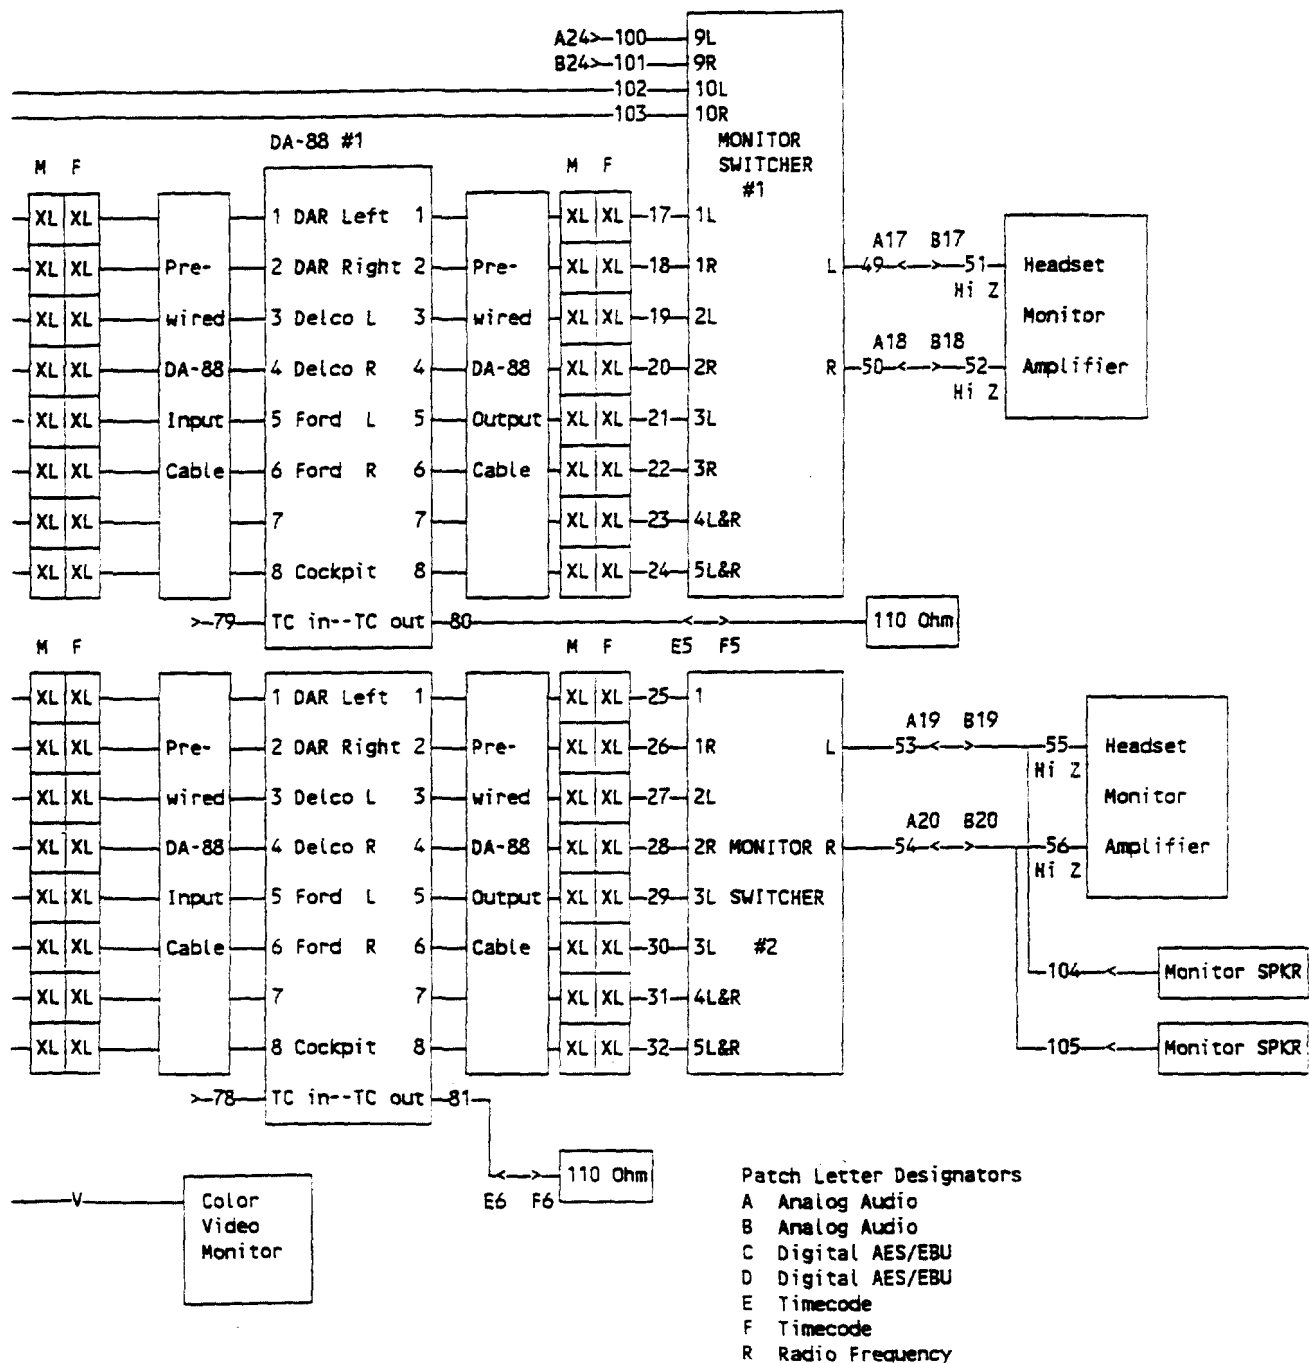 A24>—100— 9L
B24>—101— 9R
102 10L
103 10R
DA-88 #1 MONITOR
M F M F SWITCHER
#1
XL XL 1 DAR Left 1 XL XL 17 1L
A17 B17
XL XL Pre- 2 DAR Right 2 Pre- XL XL 18 1R L 49 < > 51 Headset
Hi Z
XL XL wired 3 Delco L 3 wired XL XL 19 2L Monitor
A18 B18
XL XL DA-88 4 Delco R 4 DA-88 XL XL 20 2R R 50 < > 52 Amplifier
Hi Z
XL XL Input 5 Ford L 5 Output XL XL 21 3L
XL XL Cable 6 Ford R 6 Cable XL XL 22 3R
XL XL 7 7 XL XL 23 4L&R
XL XL 8 Cockpit 8 XL XL 24 5L&R
>—79— TC in--TC out 80 < > 110 Ohm
M F M F E5 F5
XL XL 1 DAR Left 1 XL XL 25 1
A19 B19
XL XL Pre- 2 DAR Right 2 Pre- XL XL 26 1R L 53 < > 55 Headset
Hi Z
XL XL wired 3 Delco L 3 wired XL XL 27 2L Monitor
A20 B20
XL XL DA-88 4 Delco R 4 DA-88 XL XL 28 2R MONITOR R 54 < > 56 Amplifier
Hi Z
XL XL Input 5 Ford L 5 Output XL XL 29 3L SWITCHER
XL XL Cable 6 Ford R 6 Cable XL XL 30 3L #2
104 < Monitor SPKR
XL XL 7 7 XL XL 31 4L&R
XL XL 8 Cockpit 8 XL XL 32 5L&R 105 < Monitor SPKR
>—78— TC in--TC out 81
< > 110 Ohm
E6 F6
V Color
Video
Monitor
Patch Letter Designators
A Analog Audio
B Analog Audio
C Digital AES/EBU
D Digital AES/EBU
E Timecode
F Timecode
R Radio Frequency